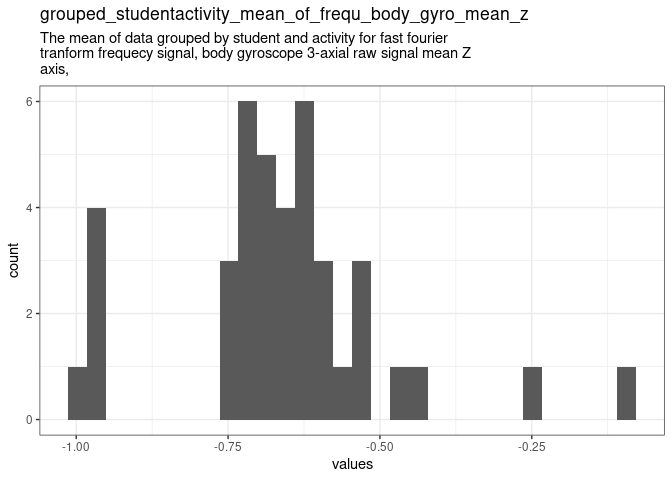 grouped_studentactivity_mean_of_frequ_body_gyro_mean_z
The mean of data grouped by student and activity for fast fourier
tranform frequecy signal, body gyroscope 3-axial raw signal mean Z
axis,
6
4
2
0
count
-1.00
-0.75
-0.50
-0.25
values